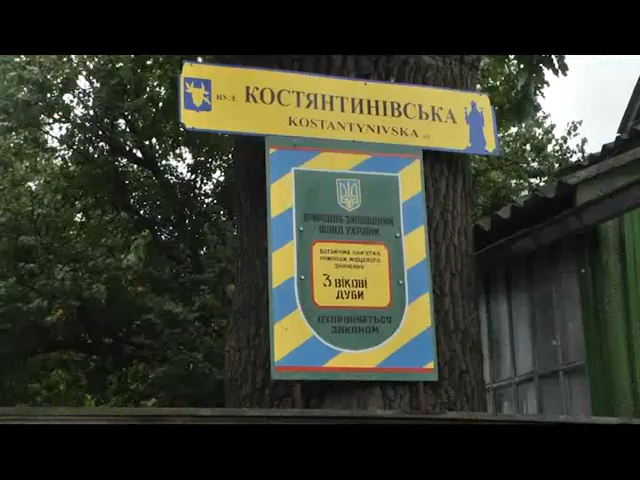 ВУЛ. КОСТЯНТИНІВСЬКА
KOSTANTYNIVSKA
ПРИРОДНО-ЗАПОВІДНИЙ
ФОНД УКРАЇНИ
БОТАНІЧНА ПАМ'ЯТКА
ПРИРОДИ МІСЦЕВОГО
ЗНАЧЕННЯ
3 ВІКОВІ
ДУБИ
ОХОРОНЯЄТЬСЯ
ЗАКОНОМ